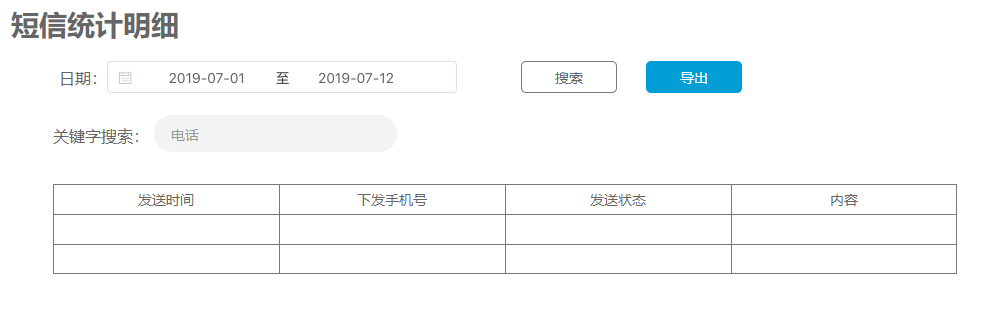 短信统计明细
日期： 2019-07-01 至 2019-07-12 搜索 导出
关键字搜索： 电话
发送时间 下发手机号 发送状态 内容